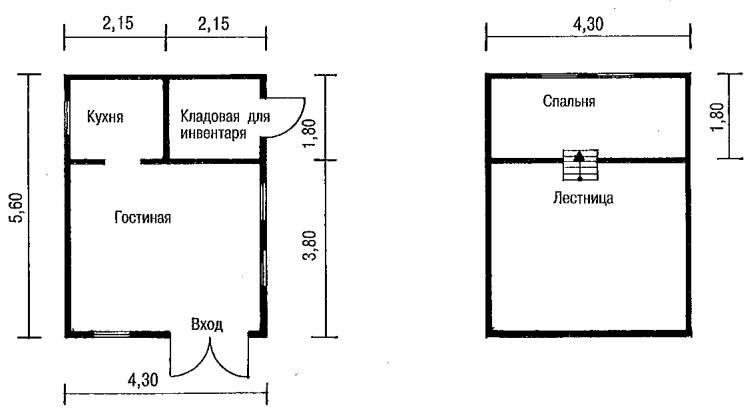 2,15 2,15
4,30
Кухня
Кладовая для
инвентаря
1,80
Спальня
1,80
5,60
Гостиная
3,80
Лестница
Вход
4,30